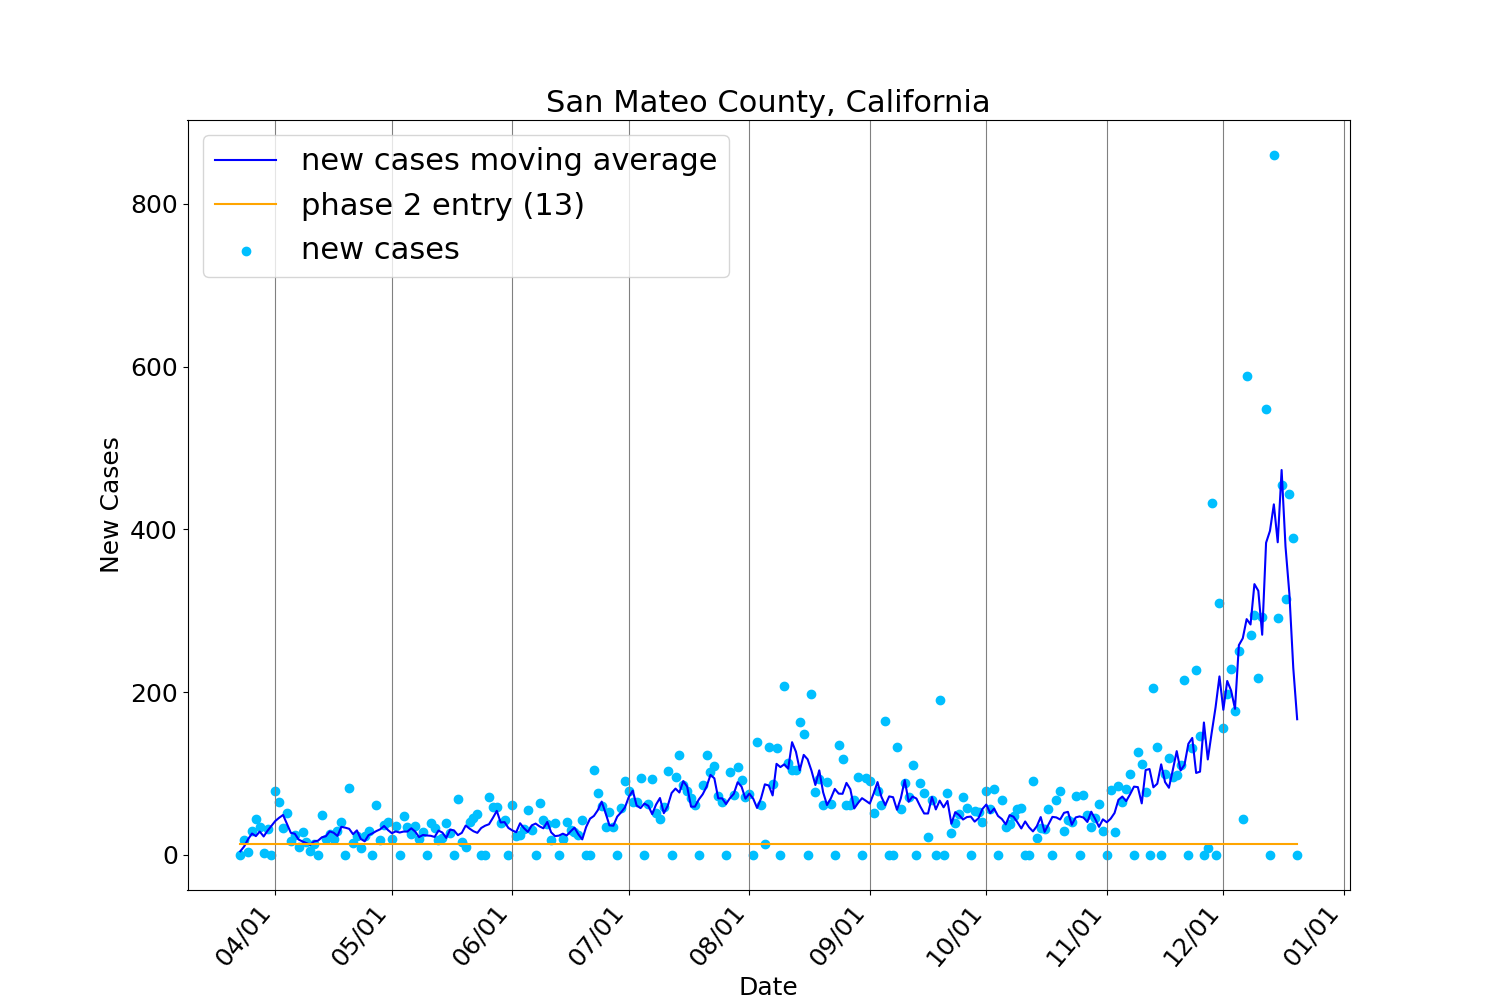 San Mateo County, California
new cases moving average
phase 2 entry (13)
new cases
New Cases
800
600
400
200
0
04/01
05/01
06/01
07/01
08/01
09/01
10/01
11/01
12/01
01/01
Date